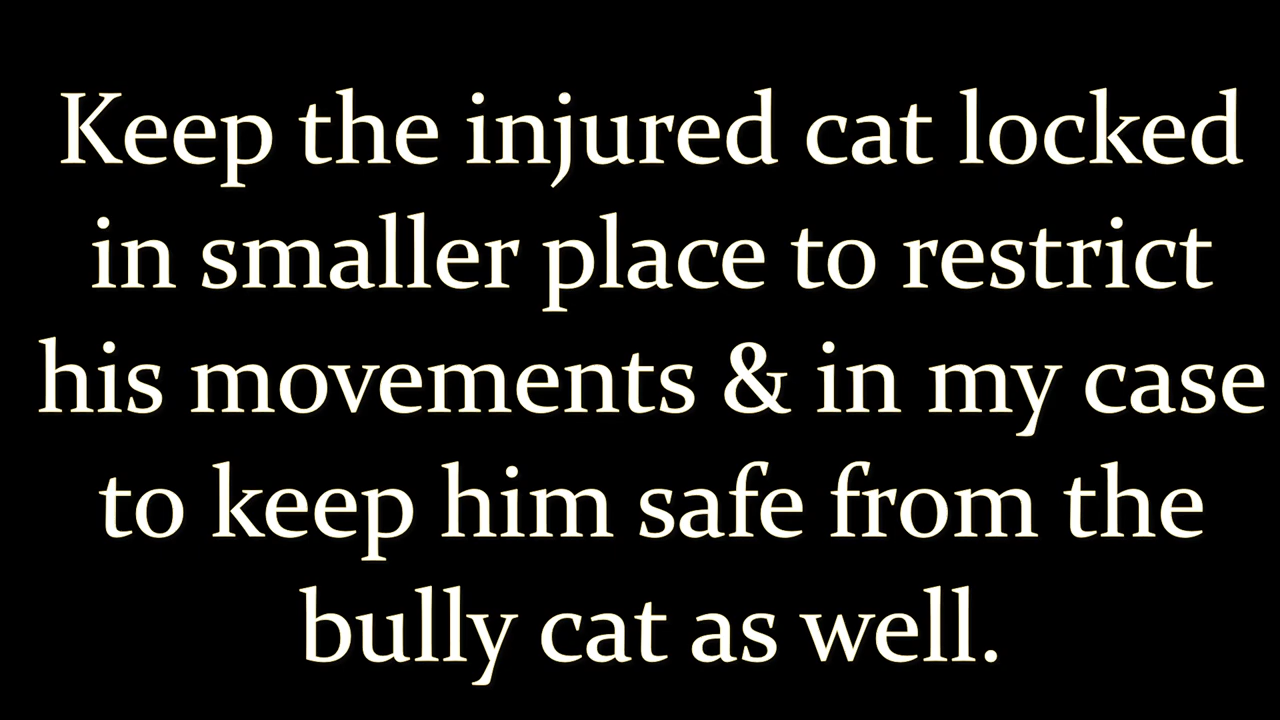 Keep the injured cat locked
in smaller place to restrict
his movements & in my case
to keep him safe from the
bully cat as well.